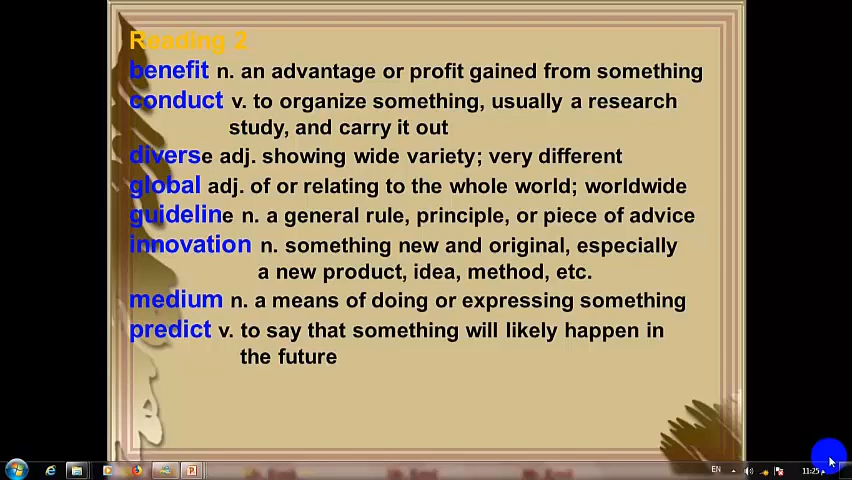 Reading 2
benefit n. an advantage or profit gained from something
conduct v. to organize something, usually a research
study, and carry it out
diverse adj. showing wide variety; very different
global adj. of or relating to the whole world; worldwide
guideline n. a general rule, principle, or piece of advice
innovation n. something new and original, especially
a new product, idea, method, etc.
medium n. a means of doing or expressing something
predict v. to say that something will likely happen in
the future
EN
11:25